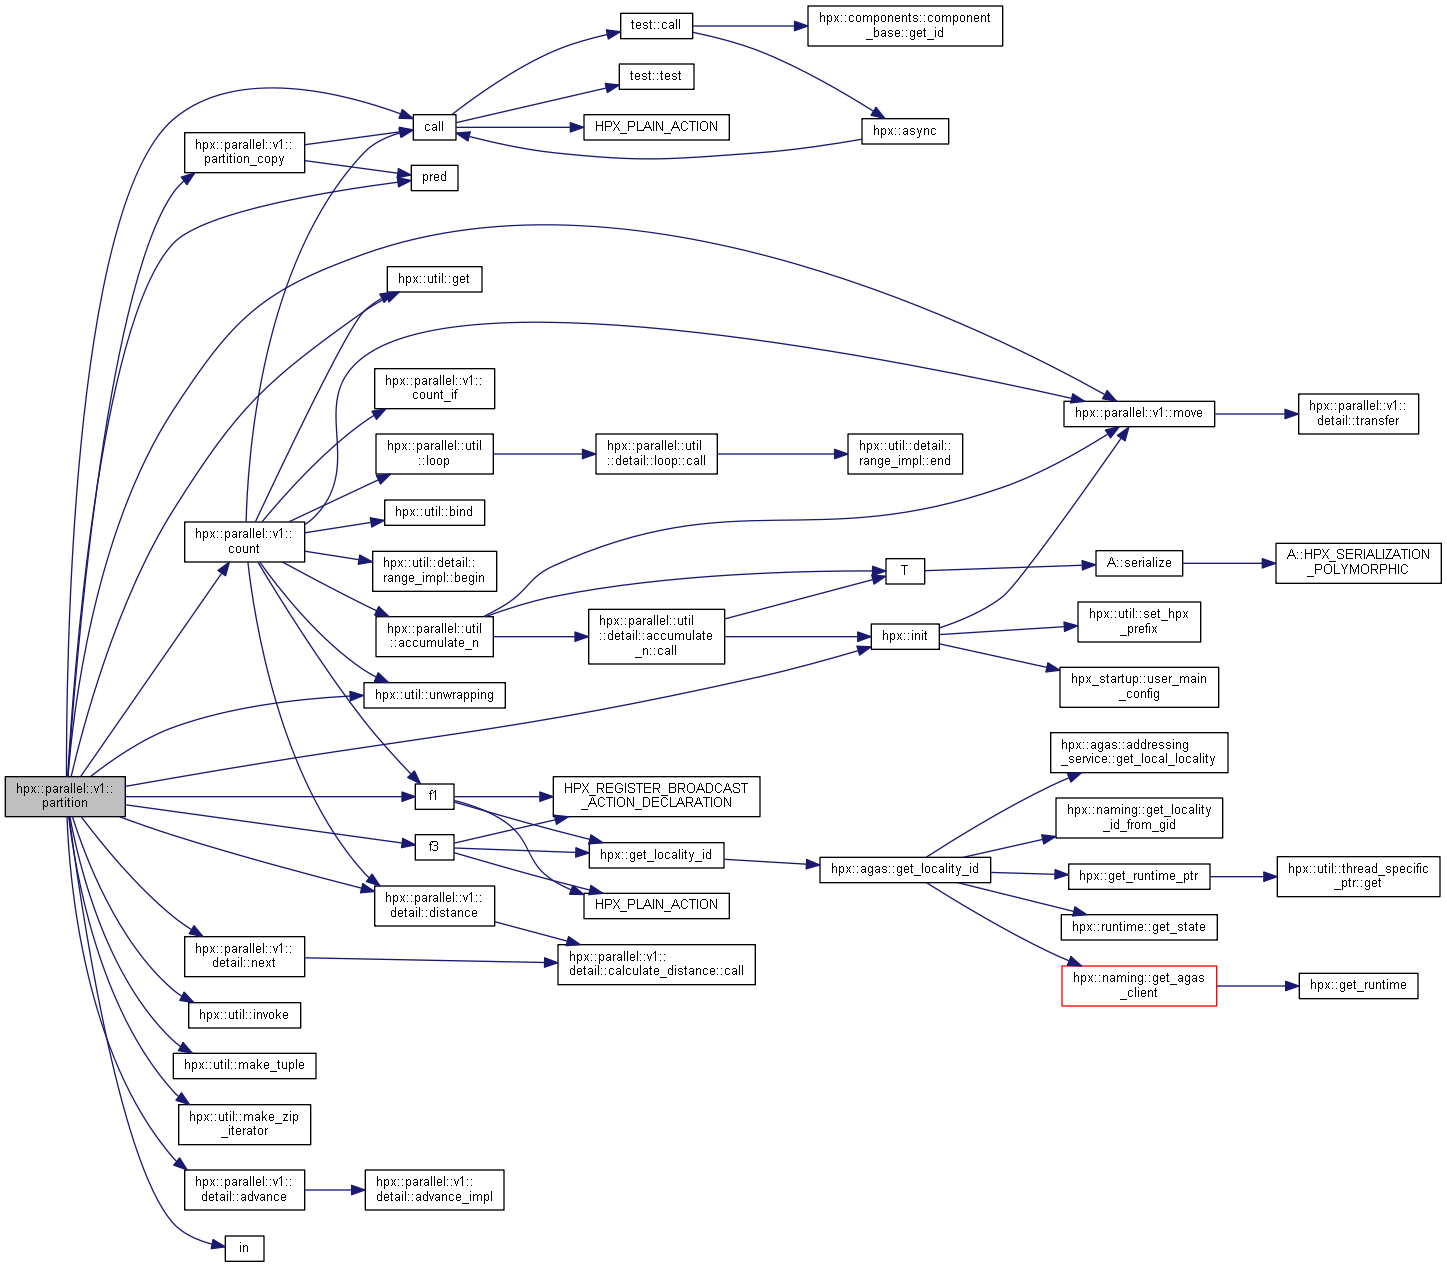 test::call
hpx::components::component
_base::get_id
test::test
call
HPX_PLAIN_ACTION
hpx::async
hpx::parallel::v1::
partition_copy
pred
hpx::util::get
hpx::parallel::v1::
count_if
hpx::parallel::v1::move
hpx::parallel::v1::
detail::transfer
hpx::parallel::util
::loop
hpx::parallel::util
::detail::loop::call
hpx::util::detail::
range_impl::end
hpx::util::bind
hpx::parallel::v1::
count
hpx::util::detail::
range_impl::begin
T
A::serialize
A::HPX_SERIALIZATION
_POLYMORPHIC
hpx::parallel::util
::accumulate_n
hpx::parallel::util
::detail::accumulate
_n::call
hpx::init
hpx::util::set_hpx
_prefix
hpx::util::unwrapping
hpx_startup::user_main
_config
hpx::agas::addressing
_service::get_local_locality
hpx::parallel::v1::
partition
f1
HPX_REGISTER_BROADCAST
_ACTION_DECLARATION
hpx::naming::get_locality
_id_from_gid
f3
hpx::get_locality_id
hpx::agas::get_locality_id
hpx::get_runtime_ptr
hpx::util::thread_specific
_ptr::get
hpx::parallel::v1::
detail::distance
HPX_PLAIN_ACTION
hpx::runtime::get_state
hpx::parallel::v1::
detail::next
hpx::parallel::v1::
detail::calculate_distance::call
hpx::naming::get_agas
_client
hpx::get_runtime
hpx::util::invoke
hpx::util::make_tuple
hpx::util::make_zip
_iterator
hpx::parallel::v1::
detail::advance
hpx::parallel::v1::
detail::advance_impl
in